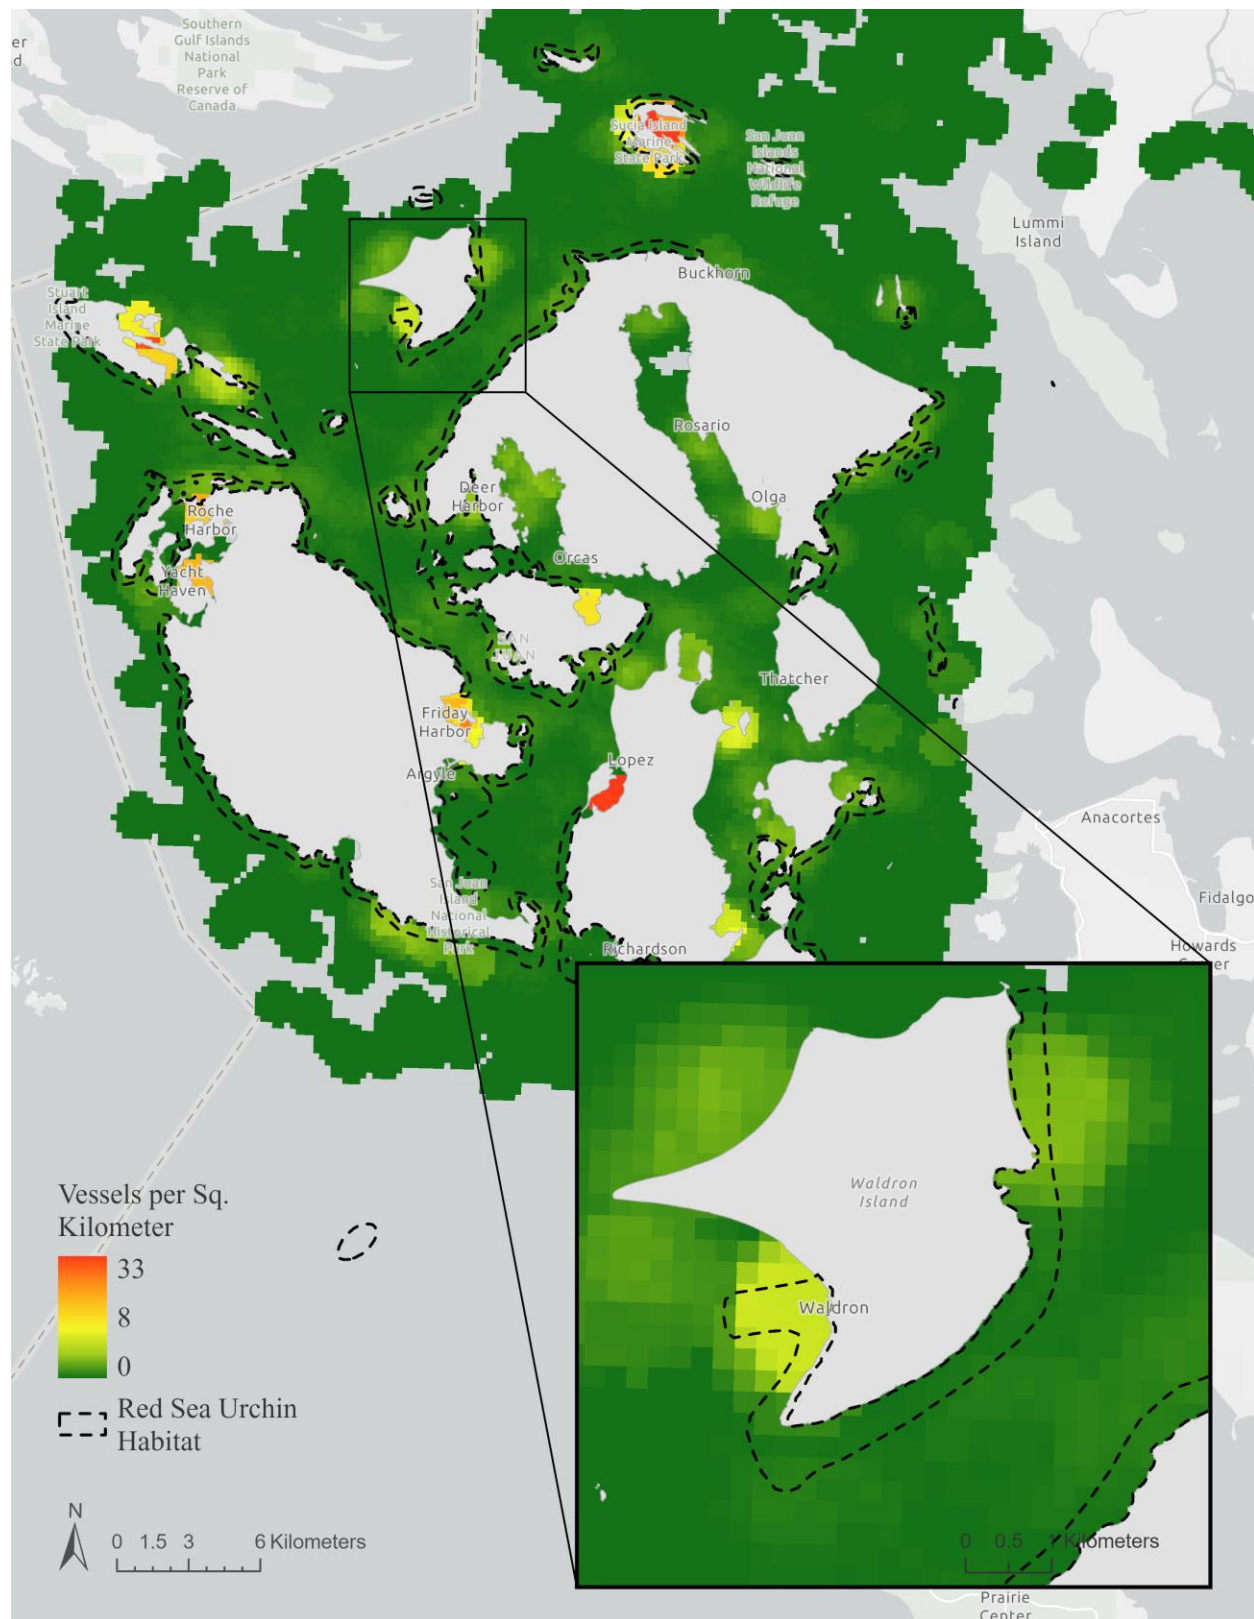 Southern
Gulf Islands
National
Park
Reserve of
Canada
er
d
Sucia Island
Marine
State Park
San Juan
Islands
National
Wildlife
Refuge
Lummi
Island
Buckhorn
Stuart
Island
Marine
State Park
Rosario
Deer
Harbor
Olga
Roche
Harbor
Orcas
Yacht
Haven
SAN
JUAN
Thatcher
Friday
Harbor
Lopez
Argyle
Anacortes
San Juan
Island
National
Historical
Park
Fidalgo
Richardson
Howards
Corner
Waldron
Island
Waldron
Vessels per Sq.
Kilometer
33
8
0
Red Sea Urchin
Habitat
N
0 1.5 3 6 Kilometers
0 0.5 1 Kilometers
Prairie
Center